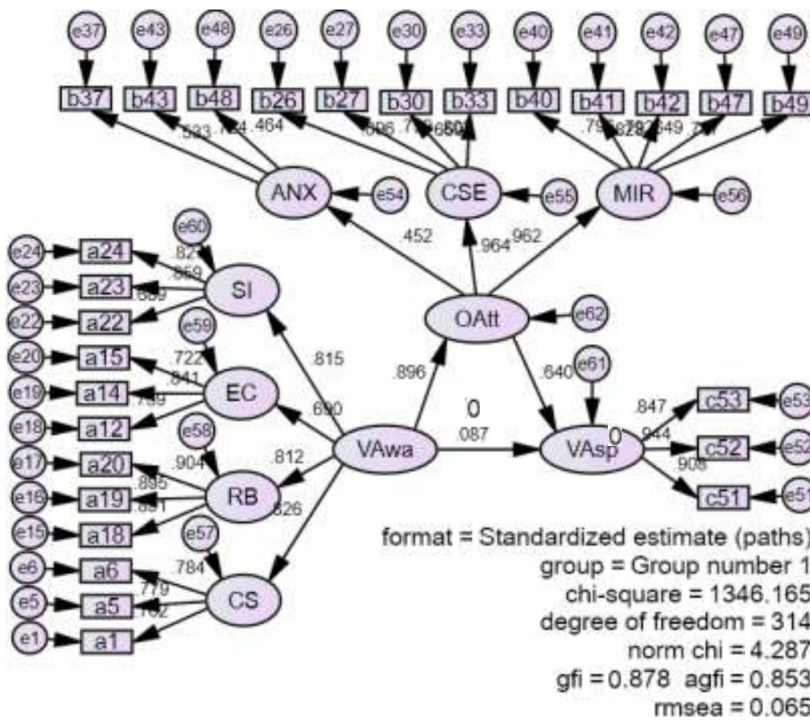 e37 e43 e48 e26 e27 e30 e33 e40 e41 e42 e47 e49
b37 b43 b48 b26 b27 b30 b33 b40 b41 b42 b47 b49
.464
ANX e54 CSE e55 MIR e56
e60
.452 .964 .962
e24 a24
.859
e23 a23 SI
e22 a22
OAtt e62
e59
e20 a15 .722 .815 e61
.841 .896 .640
e19 a14 EC .847 c53 e53
e18 a12 .690 0
e58 .087 0 .944 c52 e52
VAwa VAsp
e17 a20 .904 .812 .908
.895 c51 e51
e16 a19 RB
e15 a18 .826
e57
format = Standardized estimate (paths)
e6 a6 .784 group = Group number 1
.779
e5 a5 CS chi-square = 1346.165
degree of freedom = 314
e1 a1
norm chi = 4.287
gfi = 0.878 agfi = 0.853
rmsea = 0.065